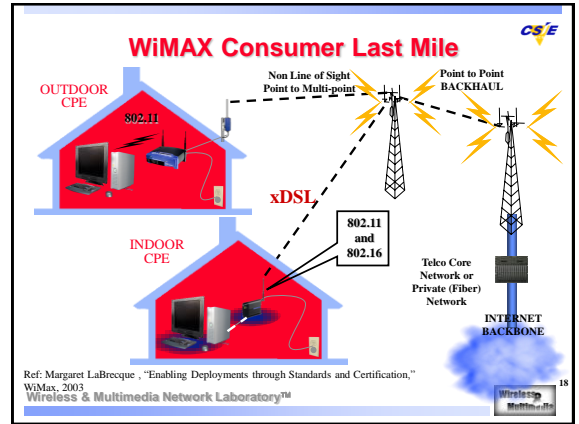 CS/E
WiMAX Consumer Last Mile
OUTDOOR
CPE
802.11
Non Line of Sight
Point to Multi-point
Point to Point
BACKHAUL
xDSL
INDOOR
CPE
802.11
and
802.16
Telco Core
Network or
Private (Fiber)
Network
INTERNET
BACKBONE
Ref: Margaret LaBrecque , “Enabling Deployments through Standards and Certification,”
WiMax, 2003
Wireless & Multimedia Network Laboratory™
Wireless
Multimedia
18